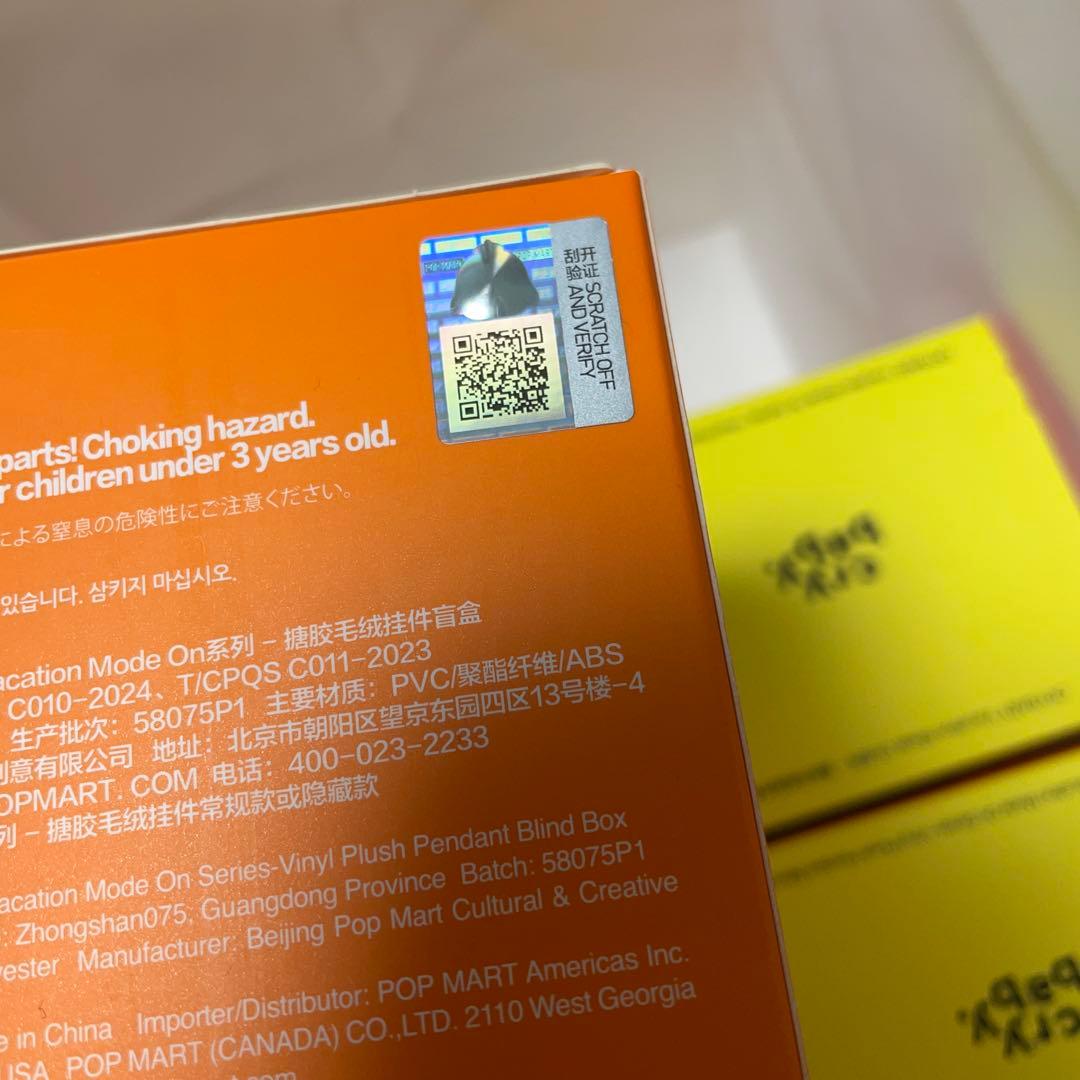 开 证 SCRATCH OFF
刮 验 AND VERIFY
parts! Choking hazard.
r children under 3 years old.
による窒息の危険性にご注意ください。
있습니다. 삼키지 마십시오.
acation Mode On系列 – 搪胶毛绒挂件盲盒
C010-2024、T/CPQS C011-2023
生产批次: 58075P1 主要材质: PVC/聚酯纤维/ABS
创意有限公司 地址: 北京市朝阳区望京东园四区13号楼-4
OPMART. COM 电话: 400-023-2233
列 – 搪胶毛绒挂件常规款或隐藏款
acation Mode On Series-Vinyl Plush Pendant Blind Box
: Zhongshan075, Guangdong Province Batch: 58075P1
yester Manufacturer: Beijing Pop Mart Cultural & Creative
e in China Importer/Distributor: POP MART Americas Inc.
USA POP MART (CANADA) CO.,LTD. 2110 West Georgia